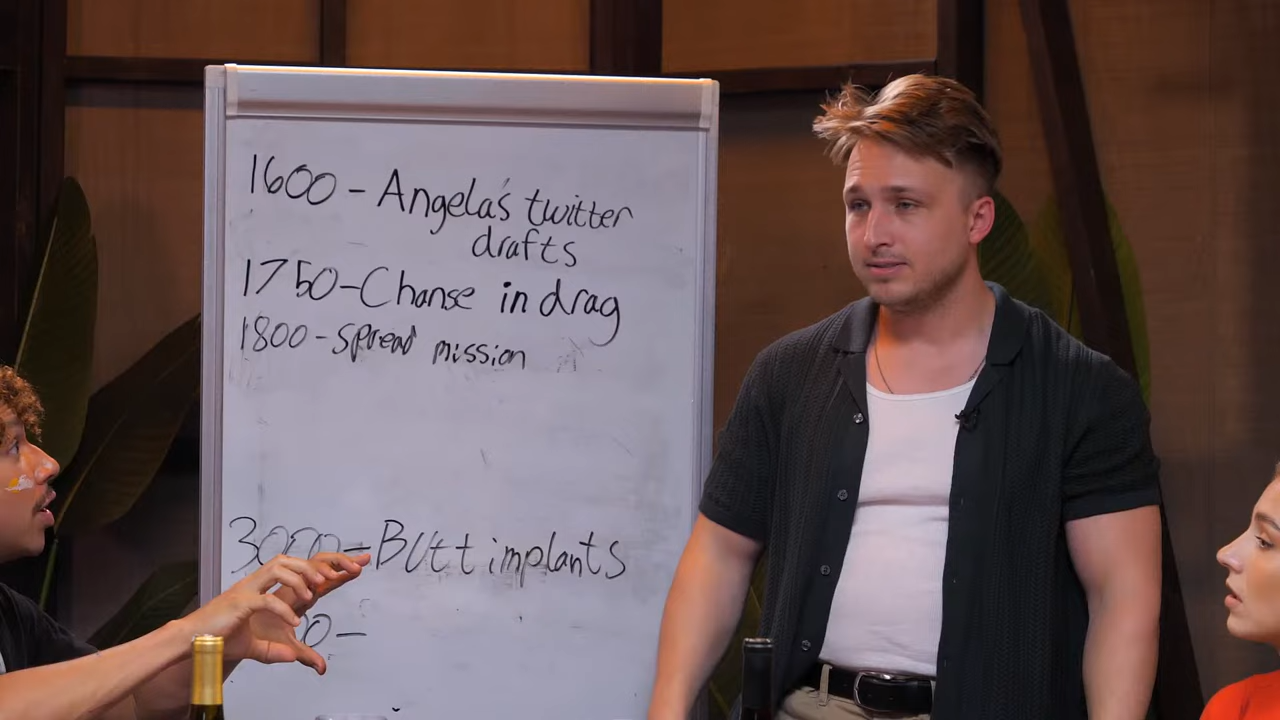 1600 - Angela's twitter
drafts
1750-Chanse in drag
1800-spread mission
3000-Butt implants